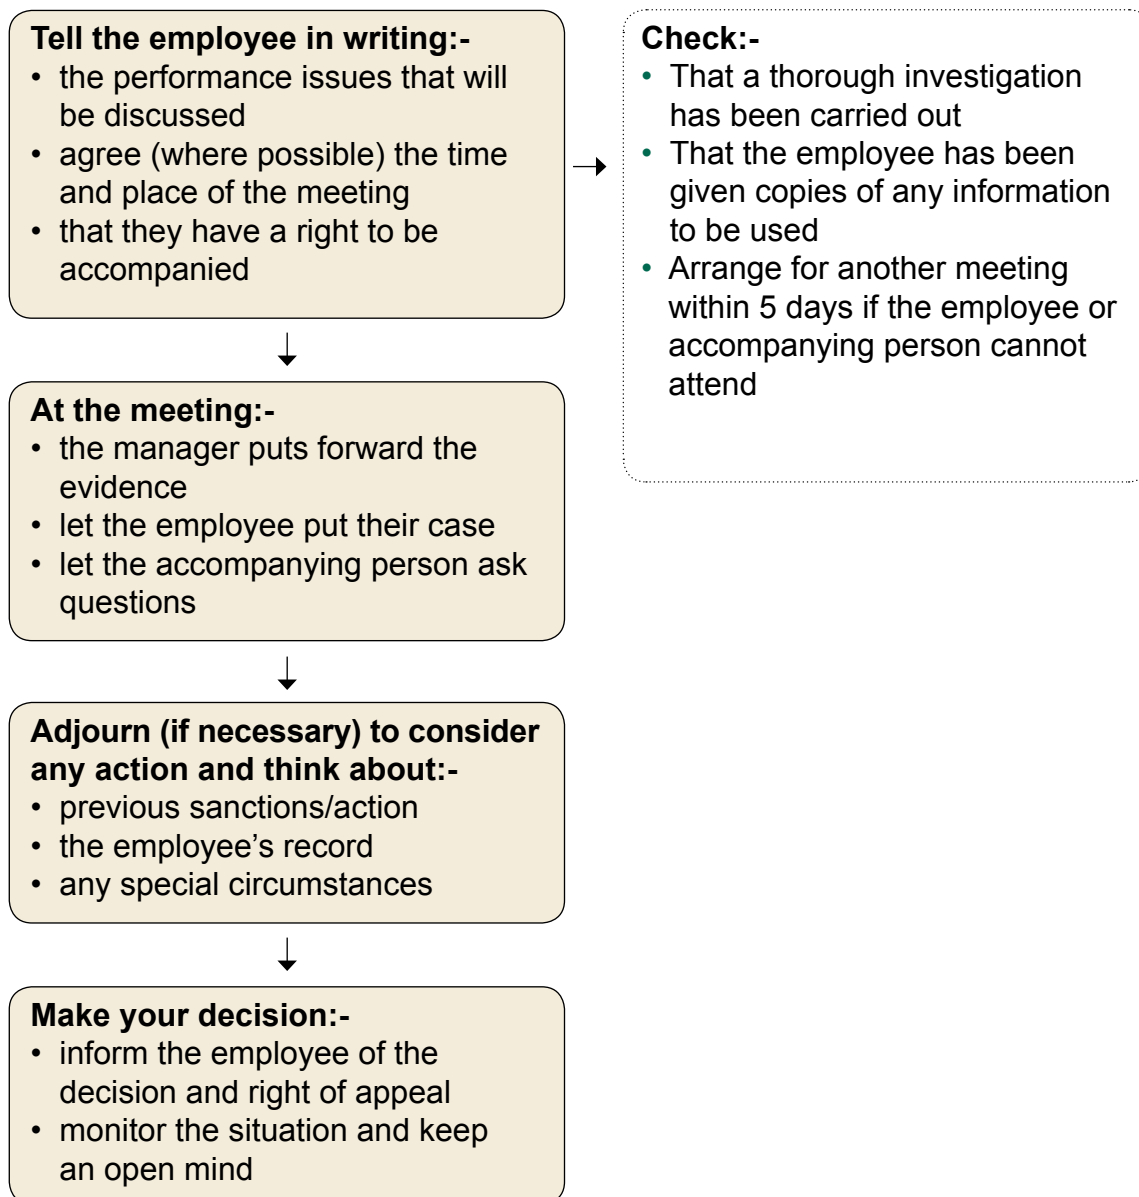 Tell the employee in writing:-
• the performance issues that will
be discussed
• agree (where possible) the time
and place of the meeting
• that they have a right to be
accompanied
Check:-
• That a thorough investigation
has been carried out
• That the employee has been
given copies of any information
to be used
• Arrange for another meeting
within 5 days if the employee or
accompanying person cannot
attend
At the meeting:-
• the manager puts forward the
evidence
• let the employee put their case
• let the accompanying person ask
questions
Adjourn (if necessary) to consider
any action and think about:-
• previous sanctions/action
• the employee’s record
• any special circumstances
Make your decision:-
• inform the employee of the
decision and right of appeal
• monitor the situation and keep
an open mind